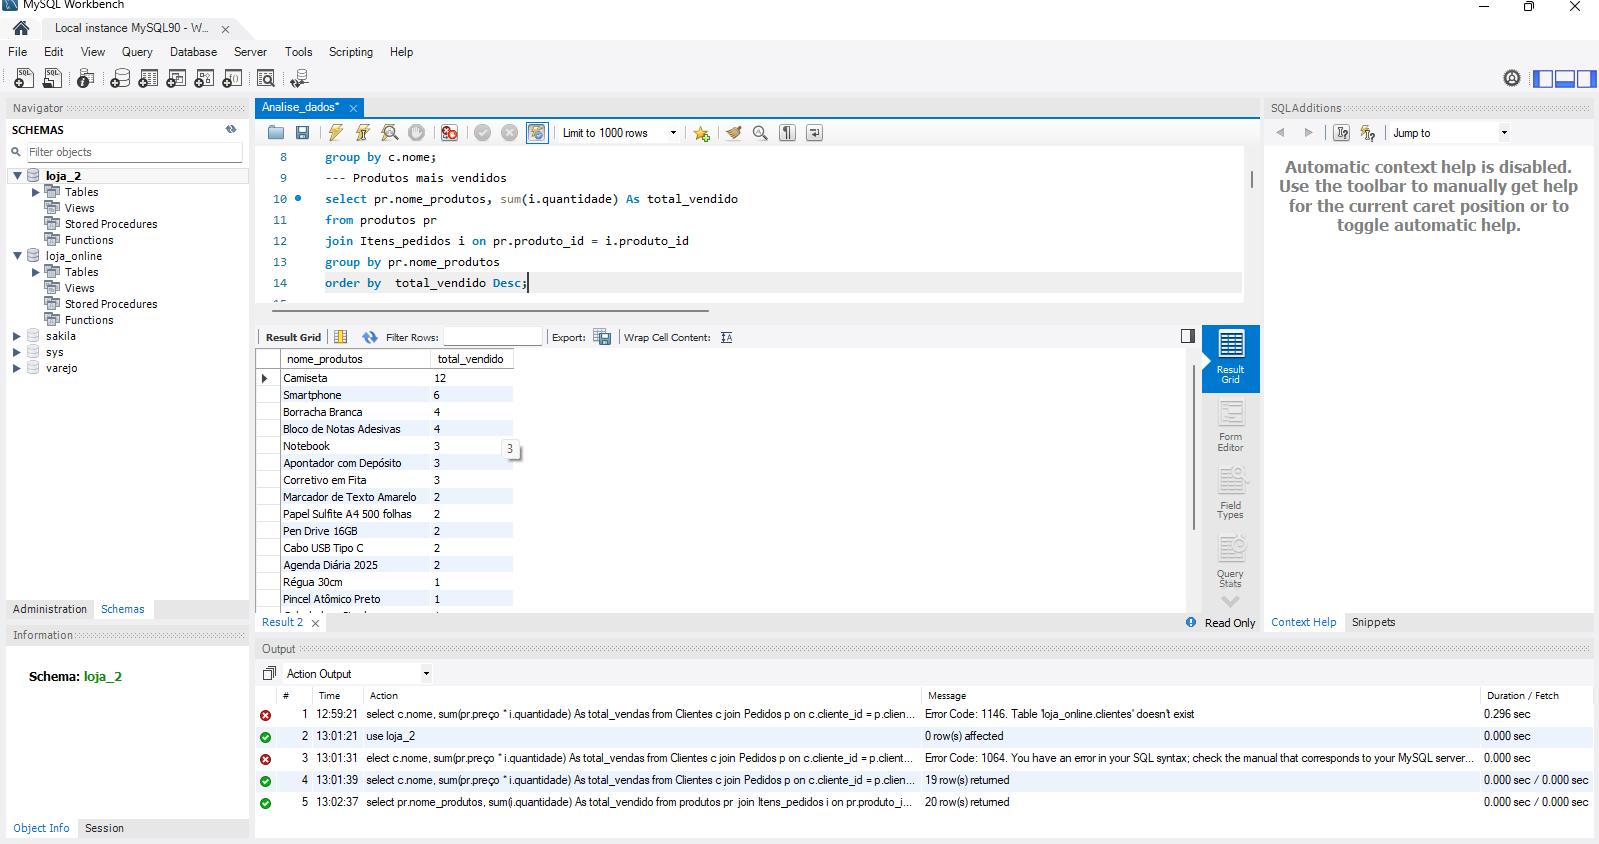 MySQL Workbench
Local instance MySQL90 - W...
File Edit View Query Database Server Tools Scripting Help
Navigator
SCHEMAS
Filter objects
loja_2
Tables
Views
Stored Procedures
Functions
loja_online
Tables
Views
Stored Procedures
Functions
sakila
sys
varejo
Administration Schemas
Information
Schema: loja_2
Object Info Session
Analise_dados*
Limit to 1000 rows
8 group by c.nome;
9 --- Produtos mais vendidos
10 select pr.nome_produtos, sum(i.quantidade) As total_vendido
11 from produtos pr
12 join Itens_pedidos i on pr.produto_id = i.produto_id
13 group by pr.nome_produtos
14 order by  total_vendido Desc;
Result Grid Filter Rows: Export: Wrap Cell Content:
nome_produtos total_vendido
Camiseta 12
Smartphone 6
Borracha Branca 4
Bloco de Notas Adesivas 4
Notebook 3
3
Apontador com Depósito 3
Corretivo em Fita 3
Marcador de Texto Amarelo 2
Papel Sulfite A4 500 folhas 2
Pen Drive 16GB 2
Cabo USB Tipo C 2
Agenda Diária 2025 2
Régua 30cm 1
Pincel Atômico Preto 1
Result
Grid
Form
Editor
Field
Types
Query
Stats
Result 2
Read Only
SQLAdditions
Jump to
Automatic context help is disabled.
Use the toolbar to manually get help
for the current caret position or to
toggle automatic help.
Context Help Snippets
Output
Action Output
# Time Action Message Duration / Fetch
1 12:59:21 select c.nome, sum(pr.preço * i.quantidade) As total_vendas from Clientes c join Pedidos p on c.cliente_id = p.clien... Error Code: 1146. Table 'loja_online.clientes' doesn't exist 0.296 sec
2 13:01:21 use loja_2 0 row(s) affected 0.000 sec
3 13:01:31 elect c.nome, sum(pr.preço * i.quantidade) As total_vendas from Clientes c join Pedidos p on c.cliente_id = p.client... Error Code: 1064. You have an error in your SQL syntax; check the manual that corresponds to your MySQL server... 0.000 sec
4 13:01:39 select c.nome, sum(pr.preço * i.quantidade) As total_vendas from Clientes c join Pedidos p on c.cliente_id = p.clien... 19 row(s) returned 0.000 sec / 0.000 sec
5 13:02:37 select pr.nome_produtos, sum(i.quantidade) As total_vendido from produtos pr  join Itens_pedidos i on pr.produto_i... 20 row(s) returned 0.000 sec / 0.000 sec